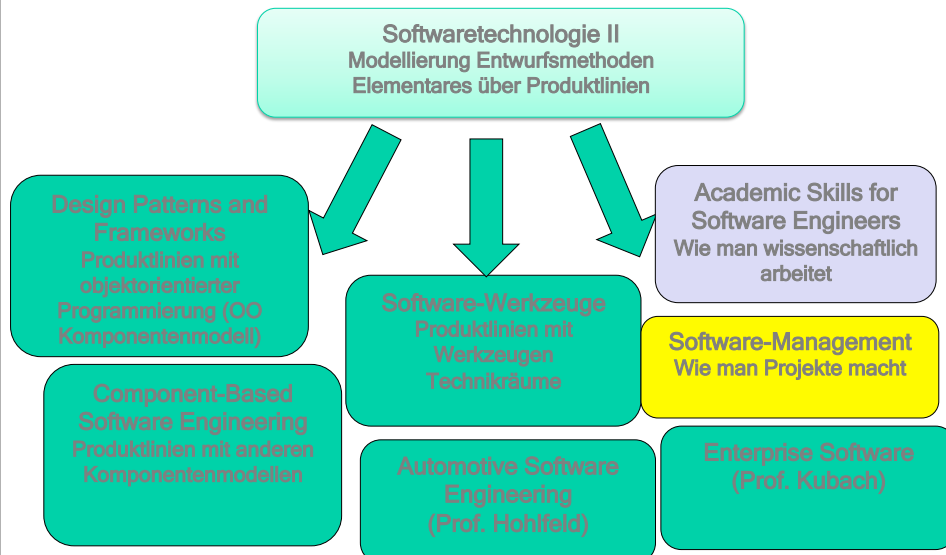 Softwaretechnologie II
Modellierung Entwurfsmethoden
Elementares über Produktlinien
Design Patterns and
Frameworks
Produktlinien mit
objektorientierter
Programmierung (OO
Komponentenmodell)
Component-Based
Software Engineering
Produktlinien mit anderen
Komponentenmodellen
Software-Werkzeuge
Produktlinien mit
Werkzeugen
Technikräume
Automotive Software
Engineering
(Prof. Hohlfeld)
Academic Skills for
Software Engineers
Wie man wissenschaftlich
arbeitet
Software-Management
Wie man Projekte macht
Enterprise Software
(Prof. Kubach)